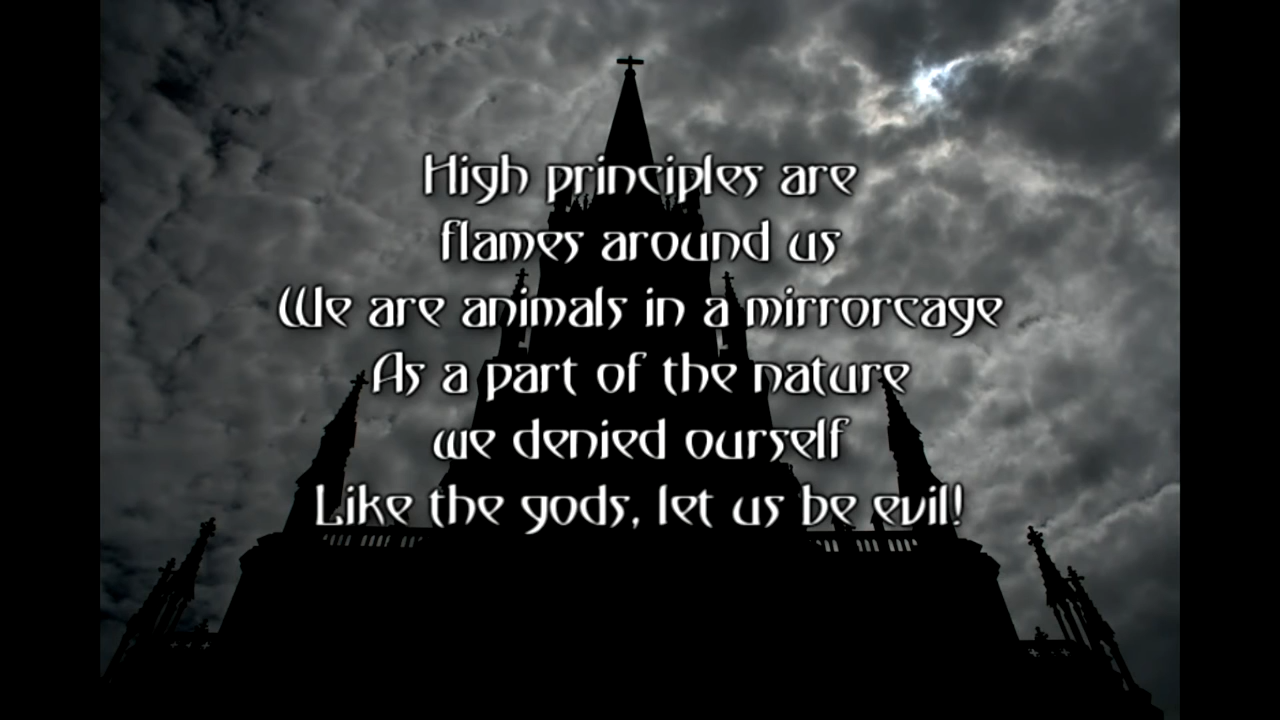 High principles are
flames around us
We are animals in a mirrorcage
As a part of the nature
we denied ourself
Like the gods, let us be evil!